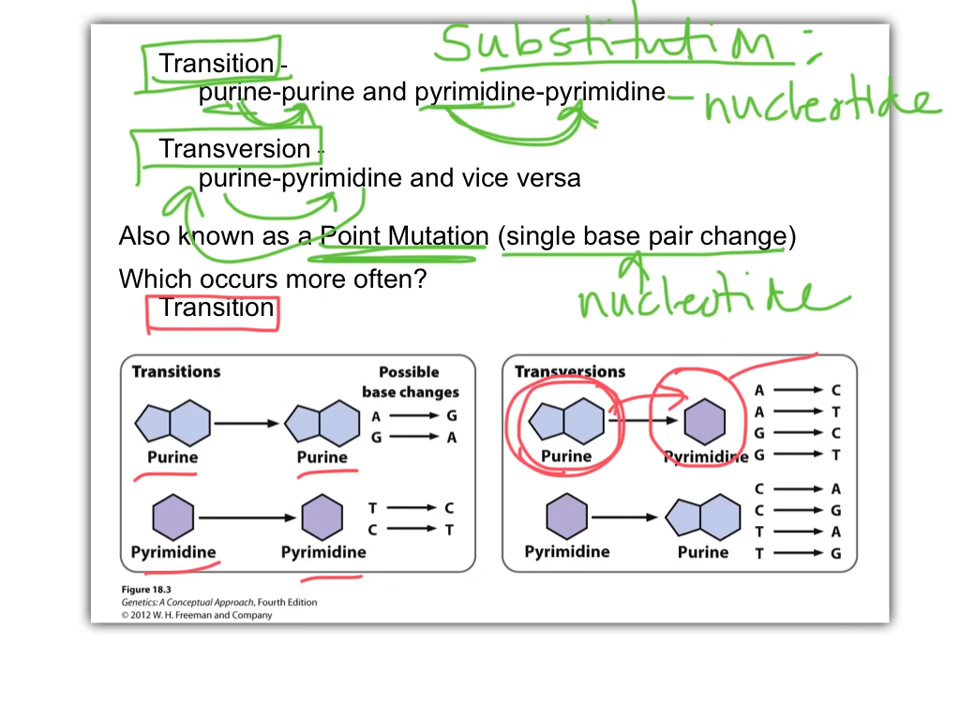 Substitution:
Transition-
purine-purine and pyrimidine-pyrimidine – nucleotide
Transversion -
purine-pyrimidine and vice versa
Also known as a Point Mutation (single base pair change)
nucleotide
Which occurs more often?
Transition
Transitions
Possible
base changes
A → G
G → A
Purine Purine
T → C
C → T
Pyrimidine Pyrimidine
Transversions
A → C
A → T
G → C
Purine Pyrimidine G → T
C → A
C → G
T → A
Pyrimidine Purine T → G
Figure 18.3
Genetics: A Conceptual Approach, Fourth Edition
© 2012 W. H. Freeman and Company